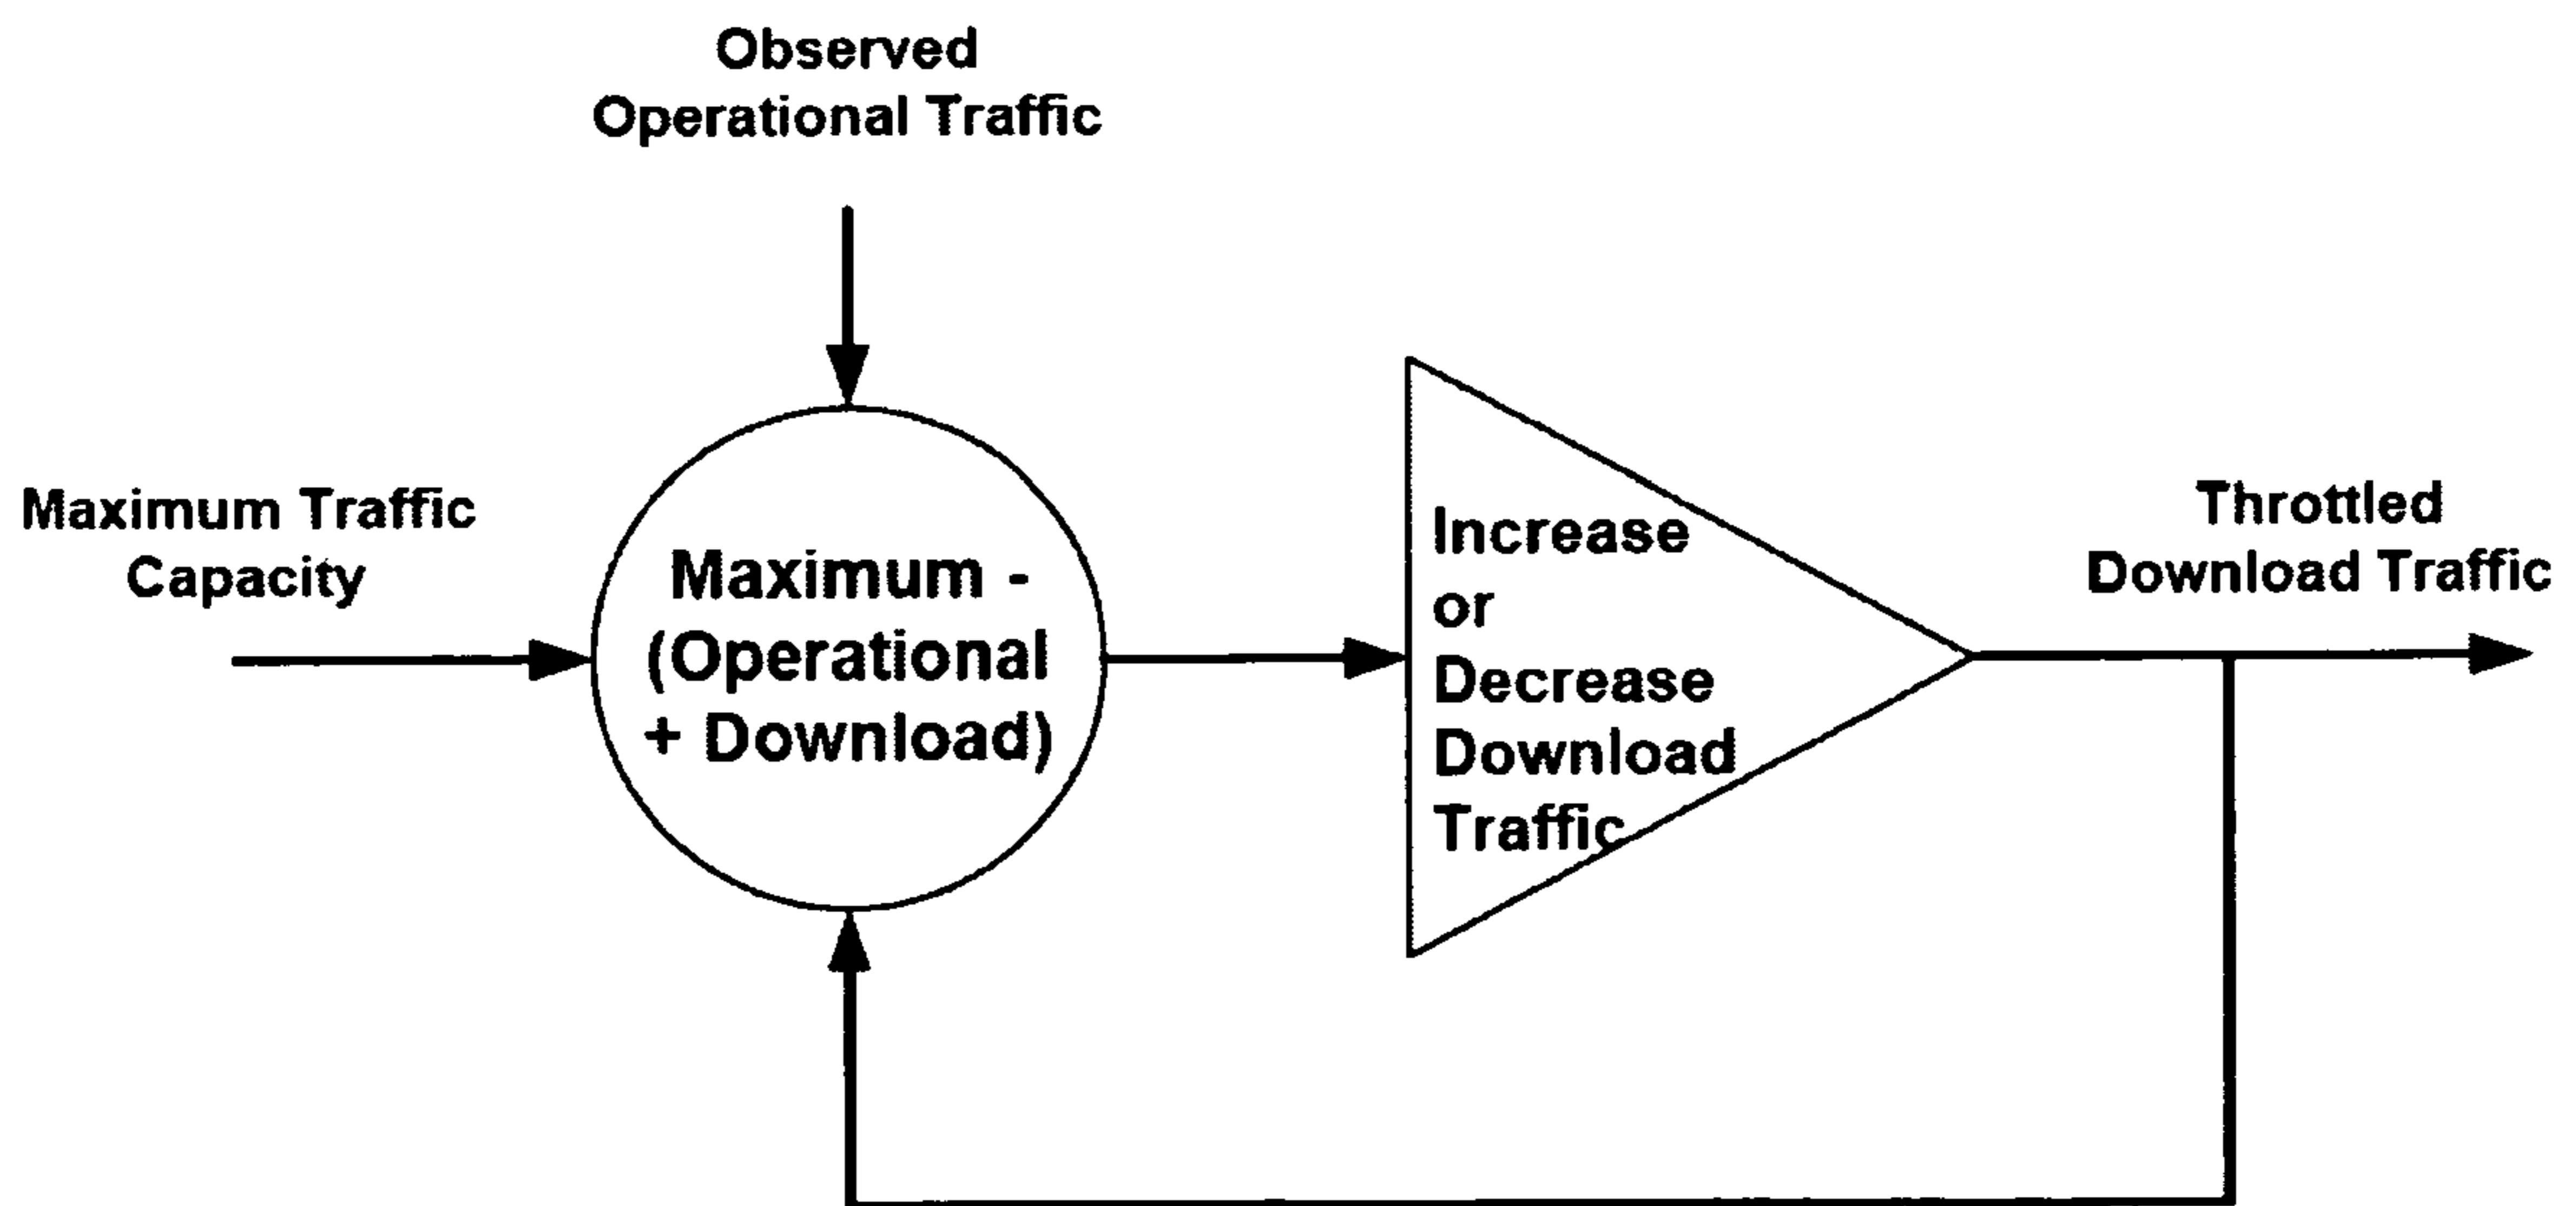 Observed
Operational Traffic
Maximum Traffic
Capacity
Maximum -
(Operational
+ Download)
Increase
or
Decrease
Download
Traffic
Throttled
Download Traffic